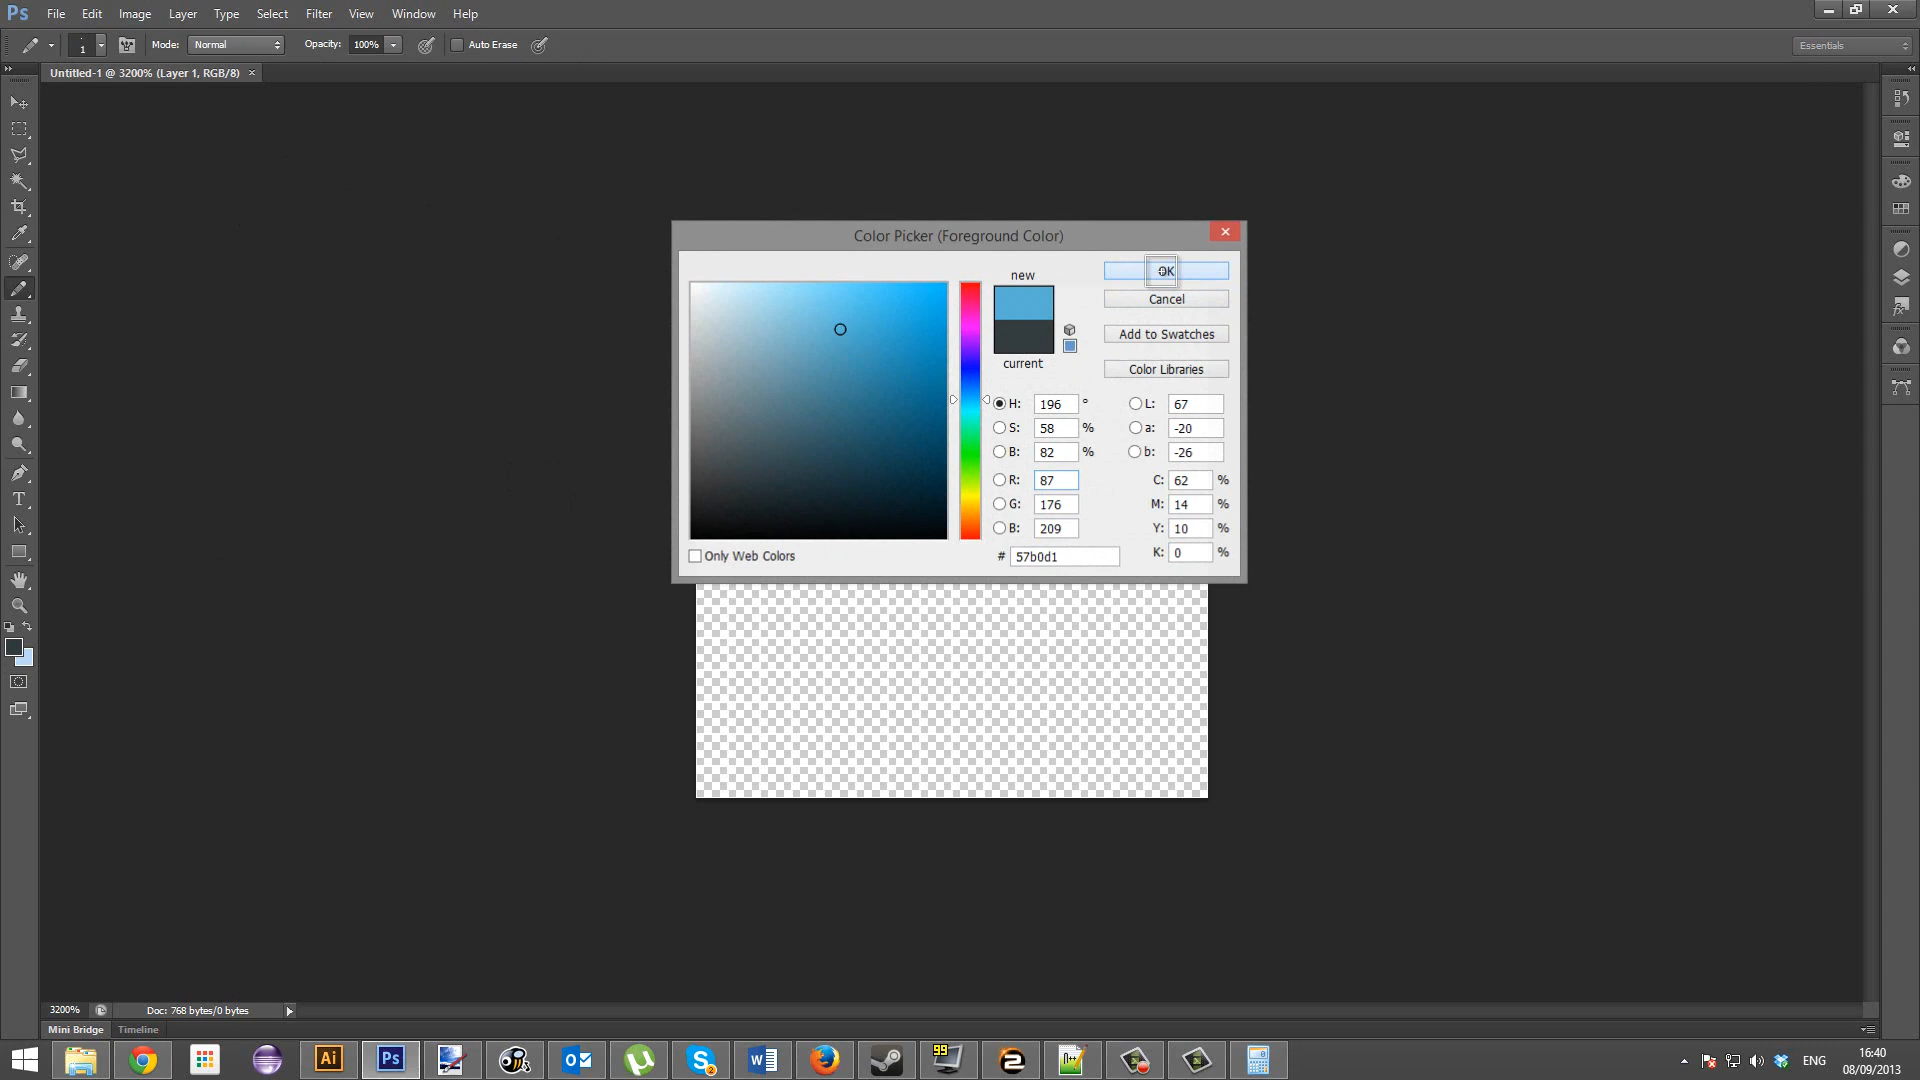 Ps File Edit Image Layer Type Select Filter View Window Help
1 Mode: Normal Opacity: 100% Auto Erase Essentials
Untitled-1 @ 3200% (Layer 1, RGB/8) ×
Color Picker (Foreground Color)
new
OK
Cancel
Add to Swatches
current
Color Libraries
H: 196 ° L: 67
S: 58 % a: -20
B: 82 % b: -26
R: 87 C: 62 %
G: 176 M: 14 %
B: 209 Y: 10 %
Only Web Colors # 57b0d1 K: 0 %
T
3200% Doc: 768 bytes/0 bytes
Mini Bridge Timeline
Ai Ps 99 2 ENG 16:40
08/09/2013